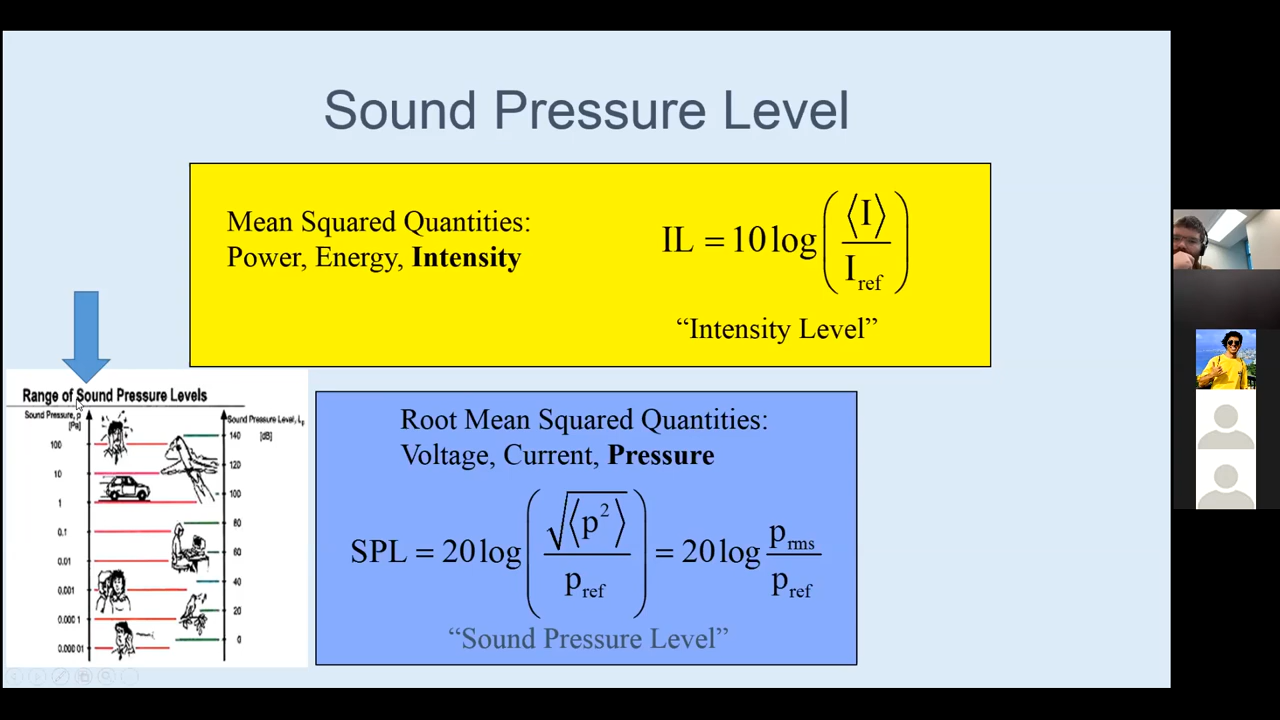 Sound Pressure Level
Mean Squared Quantities:
Power, Energy, Intensity
IL = 10 log ( ⟨I⟩ / I_ref )
“Intensity Level”
Range of Sound Pressure Levels
Sound Pressure, p
[Pa]
Sound Pressure Level, Lp
[dB]
100
10
1
0.1
0.01
0.001
0.000 1
0.000 01
140
120
100
80
60
40
20
0
Root Mean Squared Quantities:
Voltage, Current, Pressure
SPL = 20 log ( √⟨p²⟩ / p_ref ) = 20 log p_rms / p_ref
“Sound Pressure Level”